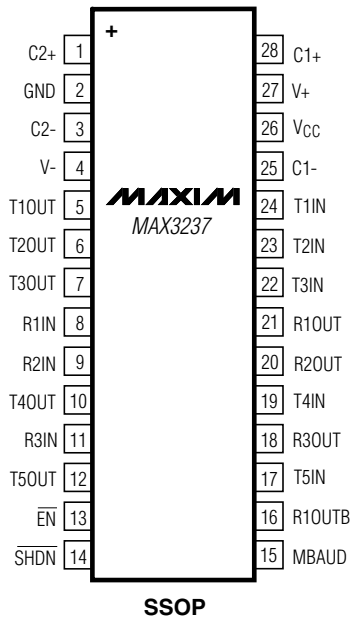 +
C2+ 1 28 C1+
GND 2 27 V+
C2- 3 26 VCC
V- 4 25 C1-
T1OUT 5 MAXIM 24 T1IN
MAX3237
T2OUT 6 23 T2IN
T3OUT 7 22 T3IN
R1IN 8 21 R1OUT
R2IN 9 20 R2OUT
T4OUT 10 19 T4IN
R3IN 11 18 R3OUT
T5OUT 12 17 T5IN
E̅N̅ 13 16 R1OUTB
S̅H̅D̅N̅ 14 15 MBAUD
SSOP